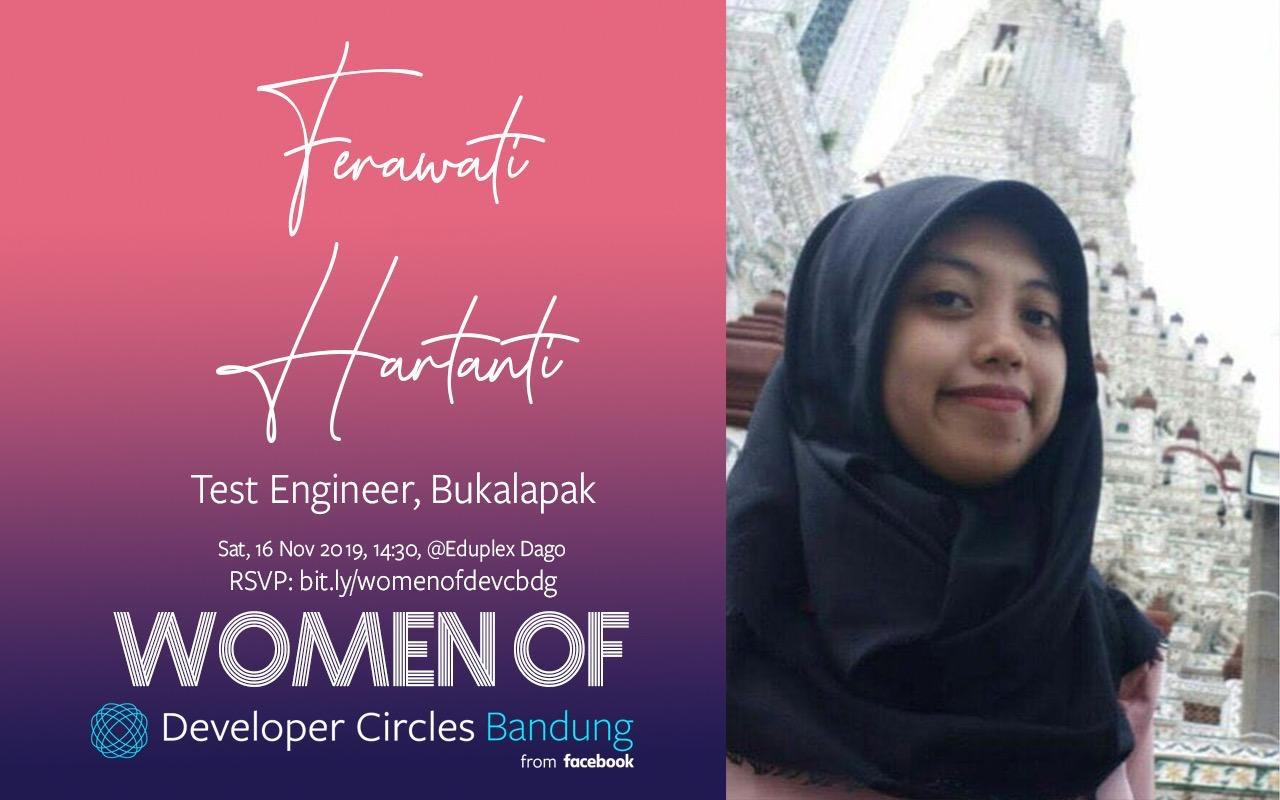 Ferawati
Hartanti
Test Engineer, Bukalapak
Sat, 16 Nov 2019, 14:30, @Eduplex Dago
RSVP: bit.ly/womenofdevcbdg
WOMEN OF
Developer Circles Bandung
from facebook